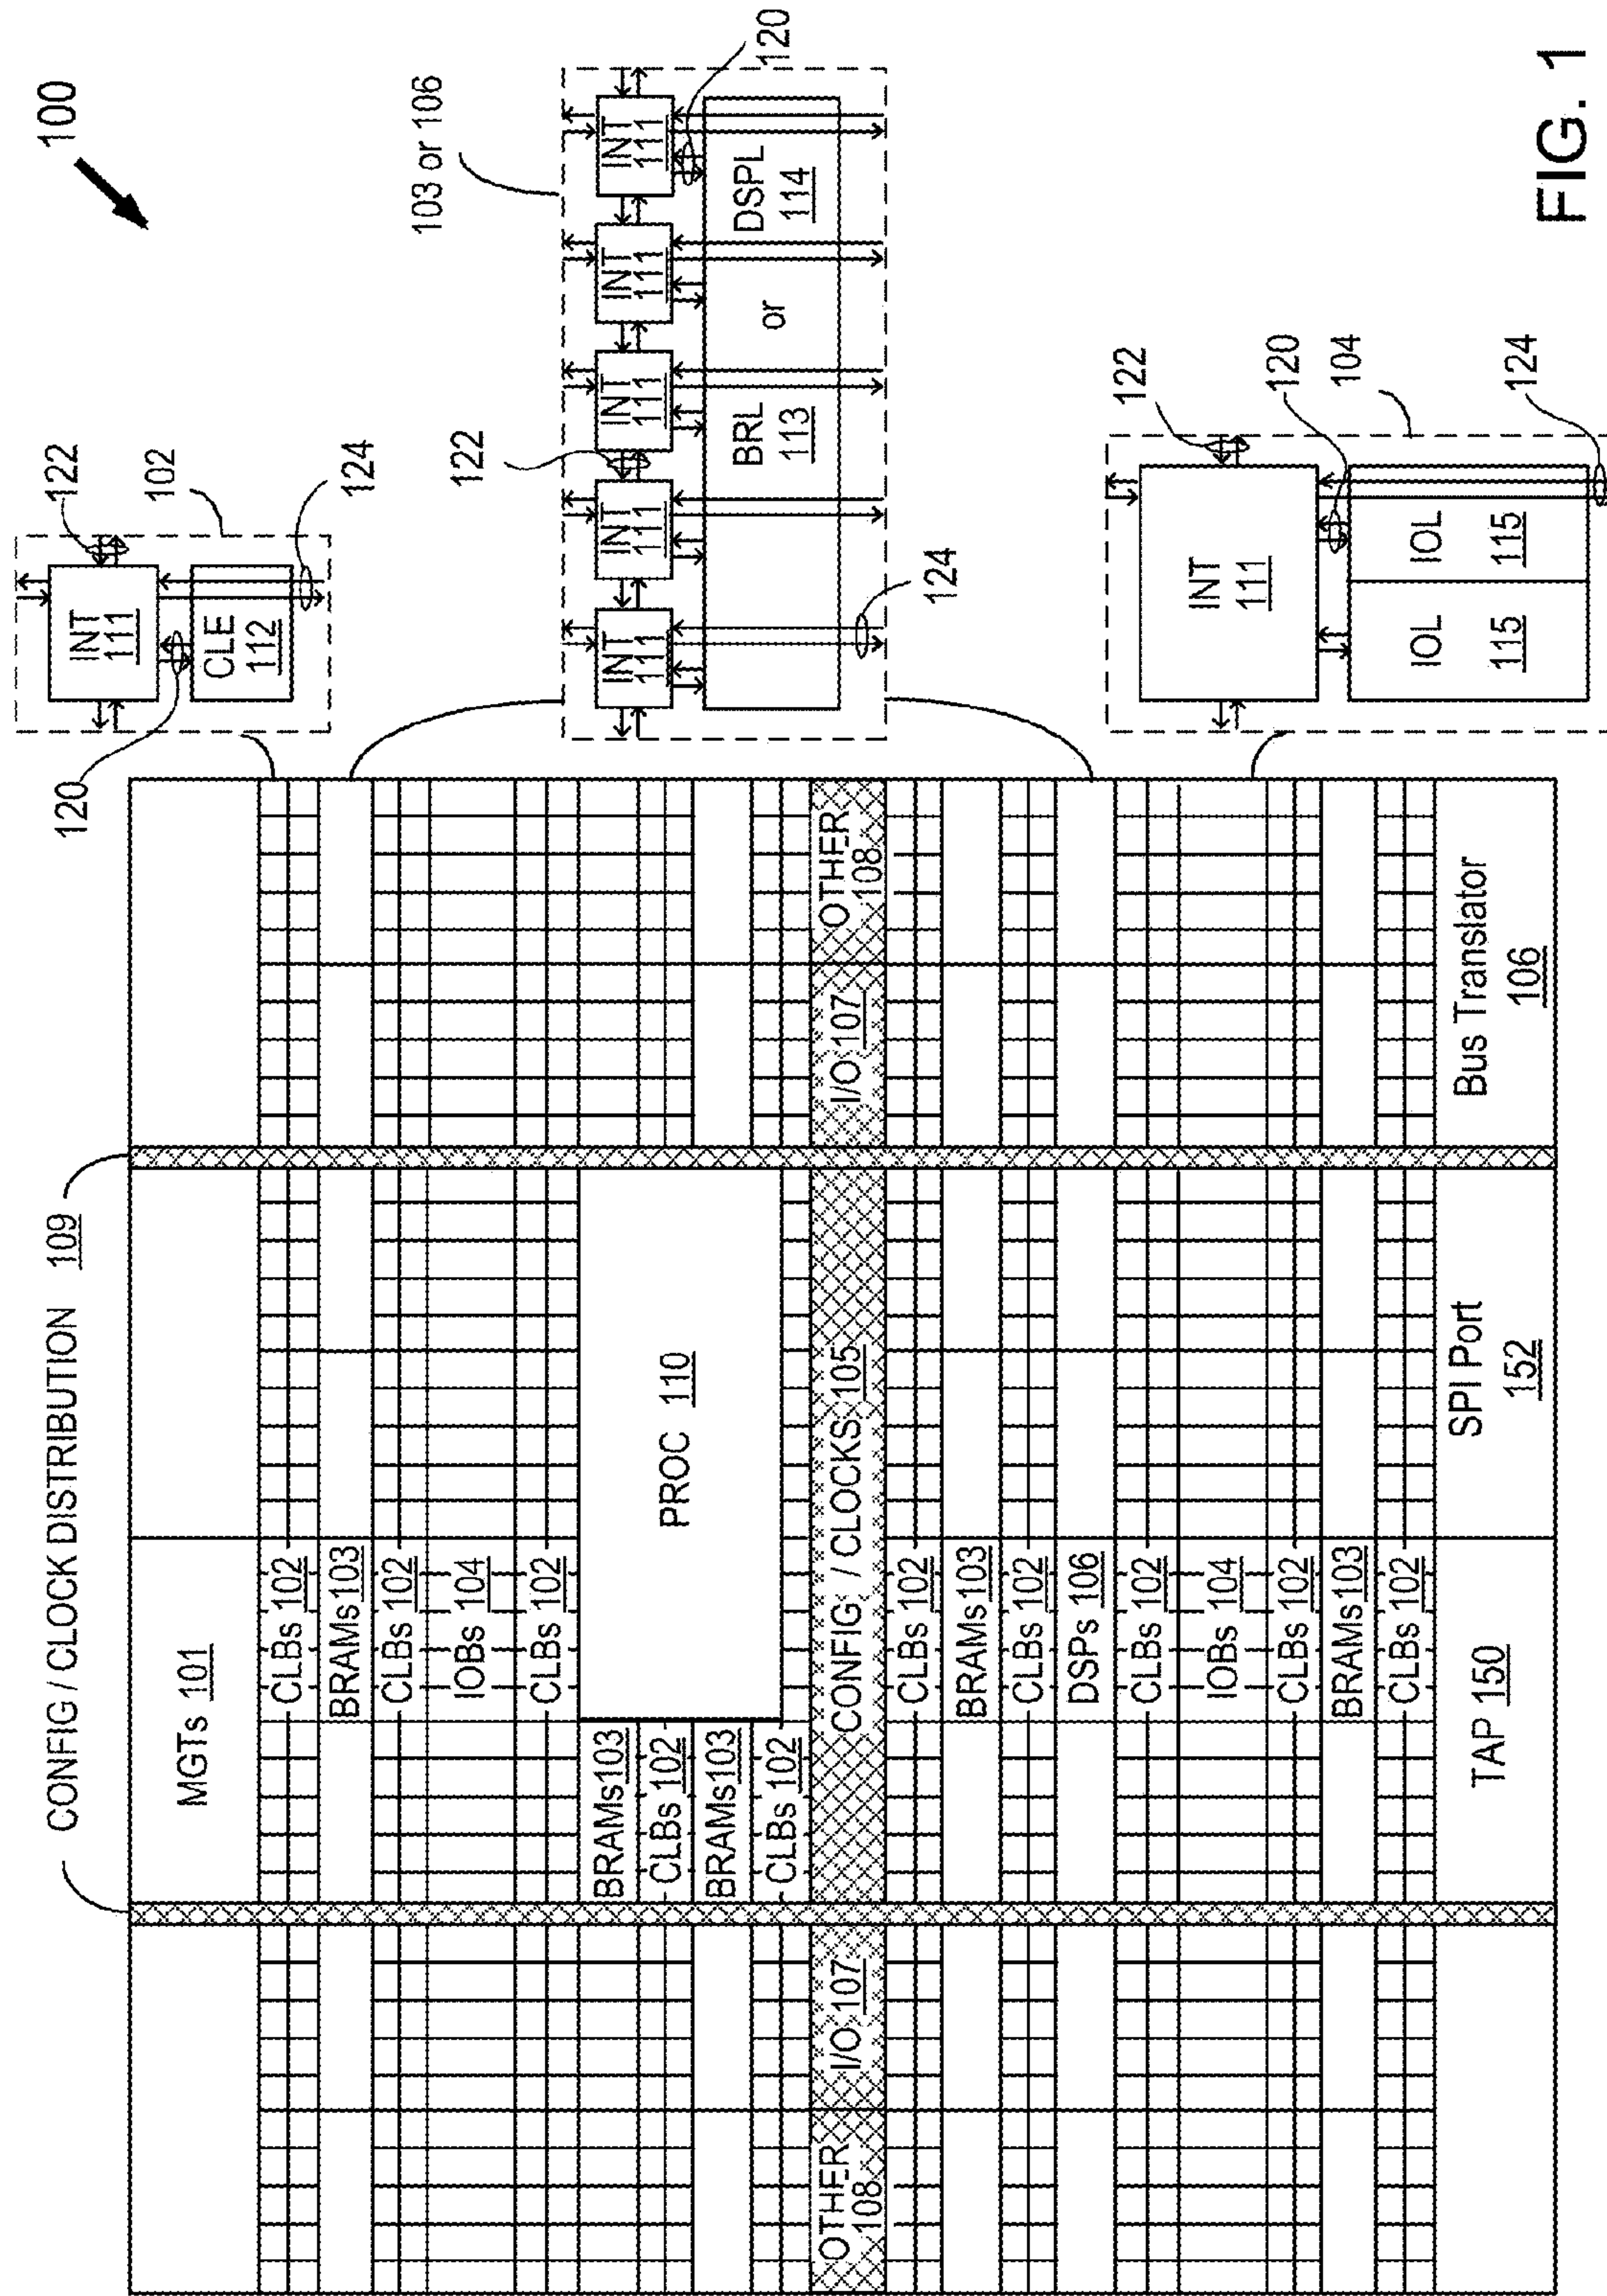 100
CONFIG / CLOCK DISTRIBUTION 109
MGTs 101
CLBs 102
BRAMs 103
CLBs 102
IOBs 104
CLBs 102
BRAMs 103
CLBs 102
BRAMs 103
CLBs 102
PROC 110
OTHER
108
I/O 107
CONFIG / CLOCKS 105
I/O 107
OTHER
108
CLBs 102
BRAMs 103
CLBs 102
DSPs 106
CLBs 102
IOBs 104
CLBs 102
BRAMs 103
CLBs 102
TAP 150
SPI Port
152
Bus Translator
106
120
INT
111
CLE
112
122
102
124
103 or 106
INT
111
INT
111
INT
111
INT
111
INT
111
122
120
BRL
113
or
DSPL
114
124
INT
111
IOL
115
IOL
115
122
120
104
124
FIG. 1